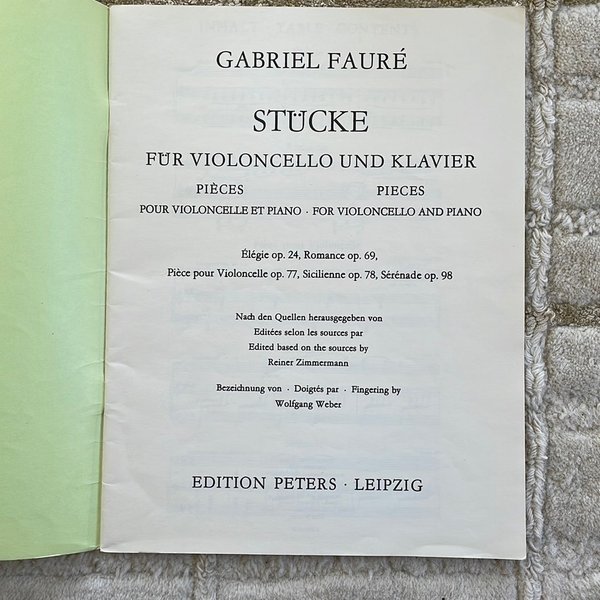 GABRIEL FAURÉ
STÜCKE
FÜR VIOLONCELLO UND KLAVIER
PIÈCES PIECES
POUR VIOLONCELLE ET PIANO · FOR VIOLONCELLO AND PIANO
Élégie op. 24, Romance op. 69,
Pièce pour Violoncelle op. 77, Sicilienne op. 78, Sérénade op. 98
Nach den Quellen herausgegeben von
Editées selon les sources par
Edited based on the sources by
Reiner Zimmermann
Bezeichnung von · Doigtés par · Fingering by
Wolfgang Weber
EDITION PETERS · LEIPZIG